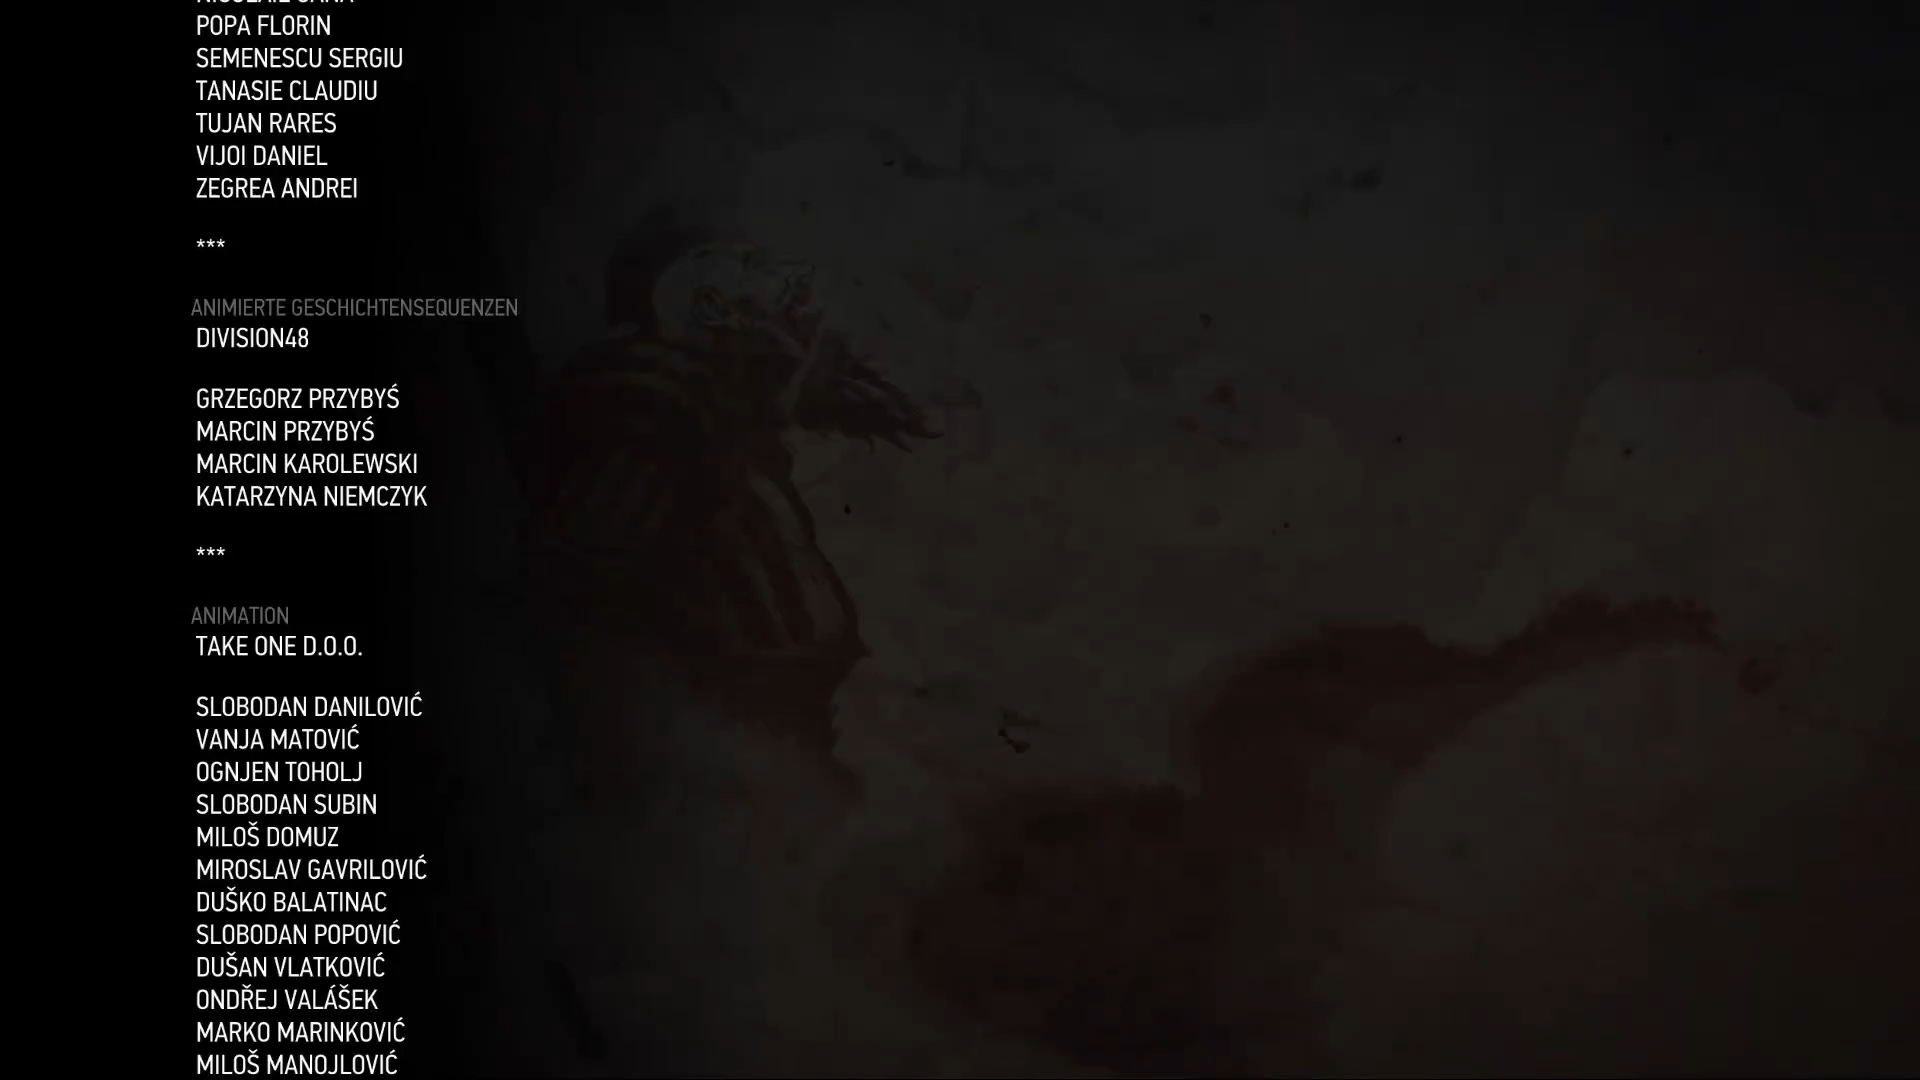 POPA FLORIN
SEMENESCU SERGIU
TANASIE CLAUDIU
TUJAN RARES
VIJOI DANIEL
ZEGREA ANDREI
***
ANIMIERTE GESCHICHTENSEQUENZEN
DIVISION48
GRZEGORZ PRZYBYŚ
MARCIN PRZYBYŚ
MARCIN KAROLEWSKI
KATARZYNA NIEMCZYK
***
ANIMATION
TAKE ONE D.O.O.
SLOBODAN DANILOVIĆ
VANJA MATOVIĆ
OGNJEN TOHOLJ
SLOBODAN SUBIN
MILOŠ DOMUZ
MIROSLAV GAVRILOVIĆ
DUŠKO BALATINAC
SLOBODAN POPOVIĆ
DUŠAN VLATKOVIĆ
ONDŘEJ VALÁŠEK
MARKO MARINKOVIĆ
MILOŠ MANOJLOVIĆ